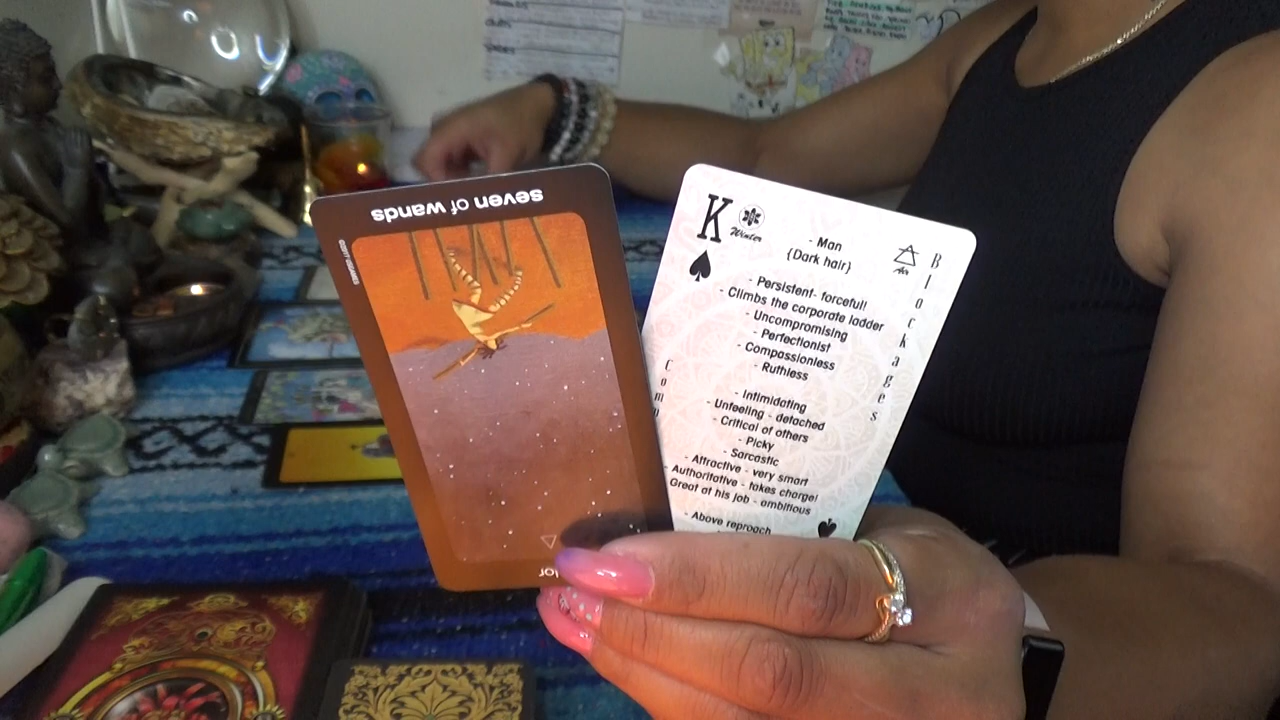 seven of wands
K
Winter
- Man
{Dark hair}
Air
Blockages
- Persistent- forceful!
- Climbs the corporate ladder
- Uncompromising
- Perfectionist
- Compassionless
- Ruthless
- Intimidating
- Unfeeling - detached
- Critical of others
- Picky
- Sarcastic
- Attractive - very smart
- Authoritative - takes charge!
Great at his job - ambitious
- Above reproach